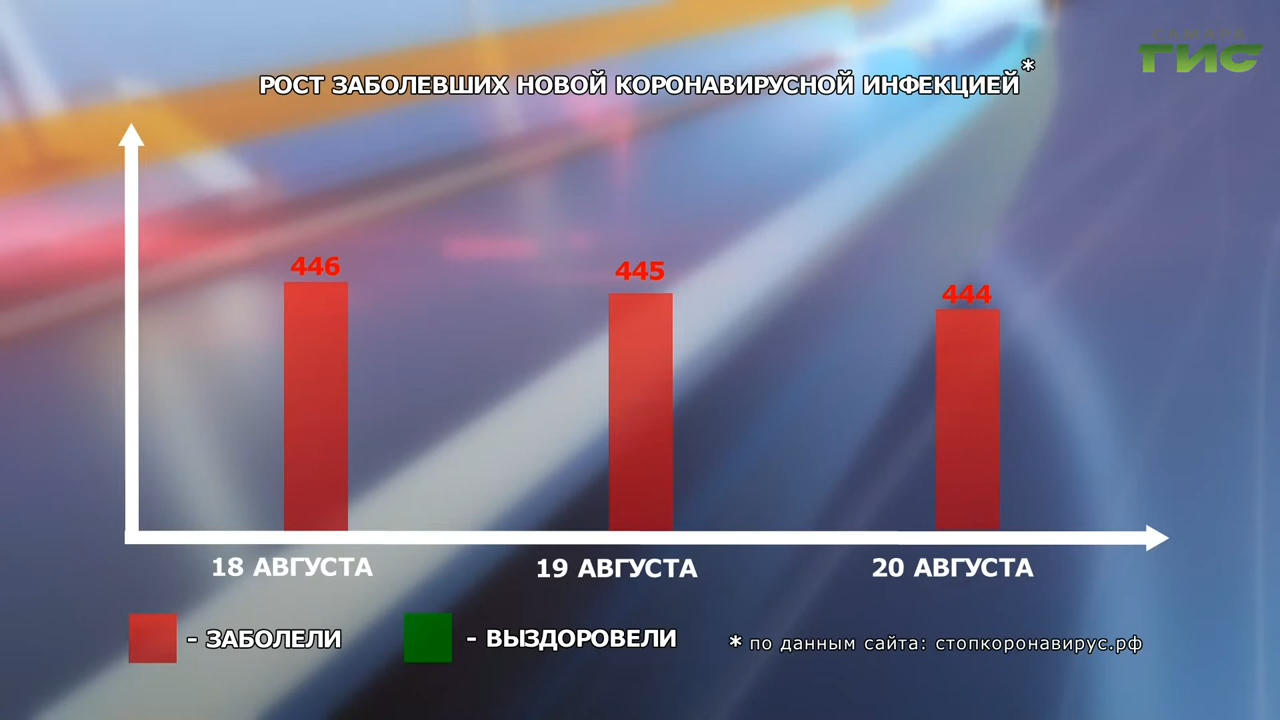 САМАРА
ГИС
РОСТ ЗАБОЛЕВШИХ НОВОЙ КОРОНАВИРУСНОЙ ИНФЕКЦИЕЙ*
446
445
444
18 АВГУСТА
19 АВГУСТА
20 АВГУСТА
- ЗАБОЛЕЛИ
- ВЫЗДОРОВЕЛИ
* по данным сайта: стопкоронавирус.рф